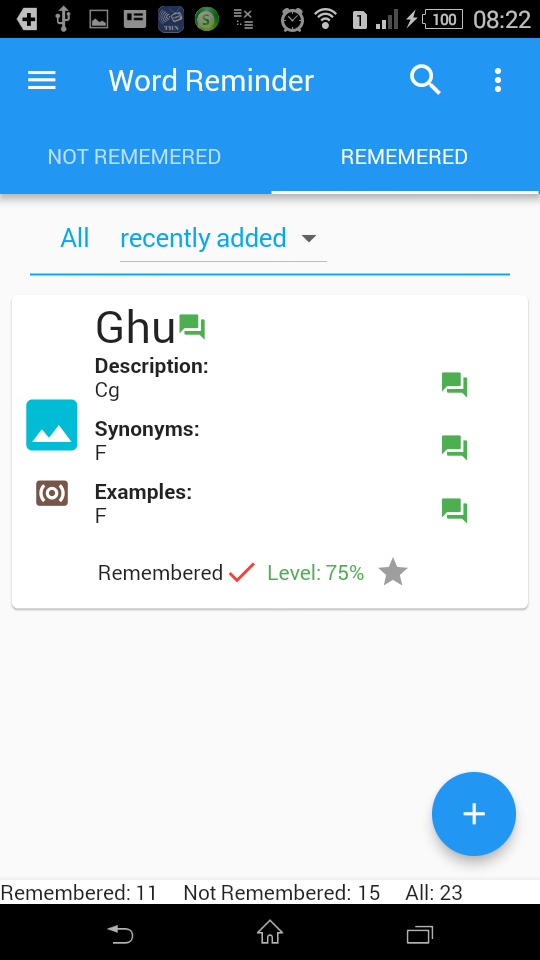 1 100 08:22
Word Reminder
NOT REMEMERED REMEMERED
All recently added
Ghu
Description:
Cg
Synonyms:
F
Examples:
F
Remembered Level: 75%
Remembered: 11 Not Remembered: 15 All: 23